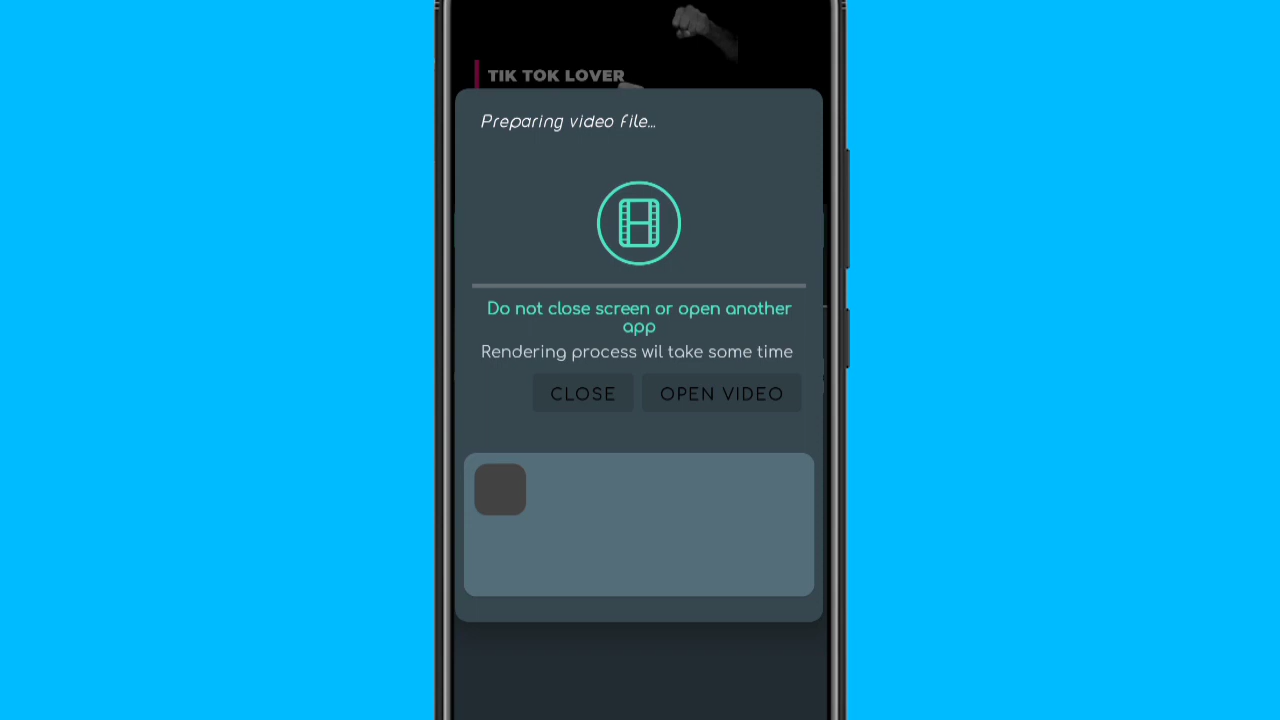 TIK TOK LOVER
Preparing video file...
Do not close screen or open another
app
Rendering process wil take some time
CLOSE OPEN VIDEO